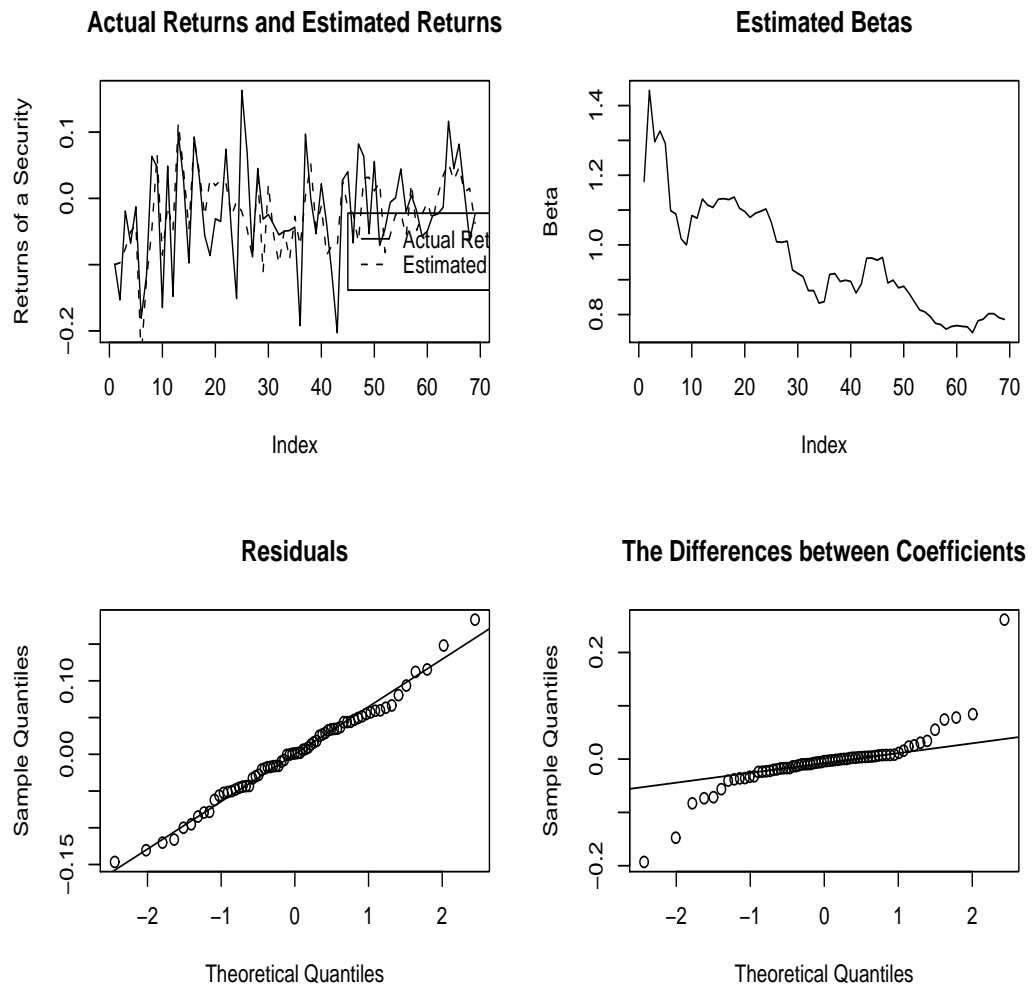 Actual Returns and Estimated Returns
Returns of a Security
−0.2
0.0
0.1
0
10
20
30
40
50
60
70
Index
Actual Ret
Estimated
Estimated Betas
Beta
0.8
1.0
1.2
1.4
0
10
20
30
40
50
60
70
Index
Residuals
Sample Quantiles
−0.15
0.00
0.10
−2
−1
0
1
2
Theoretical Quantiles
The Differences between Coefficients
Sample Quantiles
−0.2
0.0
0.2
−2
−1
0
1
2
Theoretical Quantiles